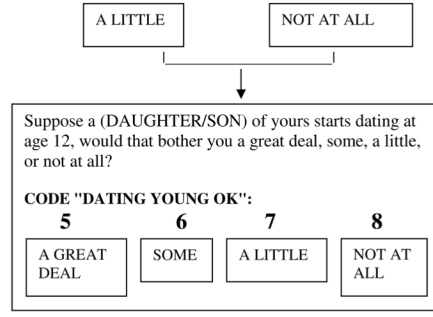 A LITTLE
NOT AT ALL
Suppose a (DAUGHTER/SON) of yours starts dating at
age 12, would that bother you a great deal, some, a little,
or not at all?
CODE "DATING YOUNG OK":
5 6 7 8
A GREAT
DEAL
SOME
A LITTLE
NOT AT
ALL